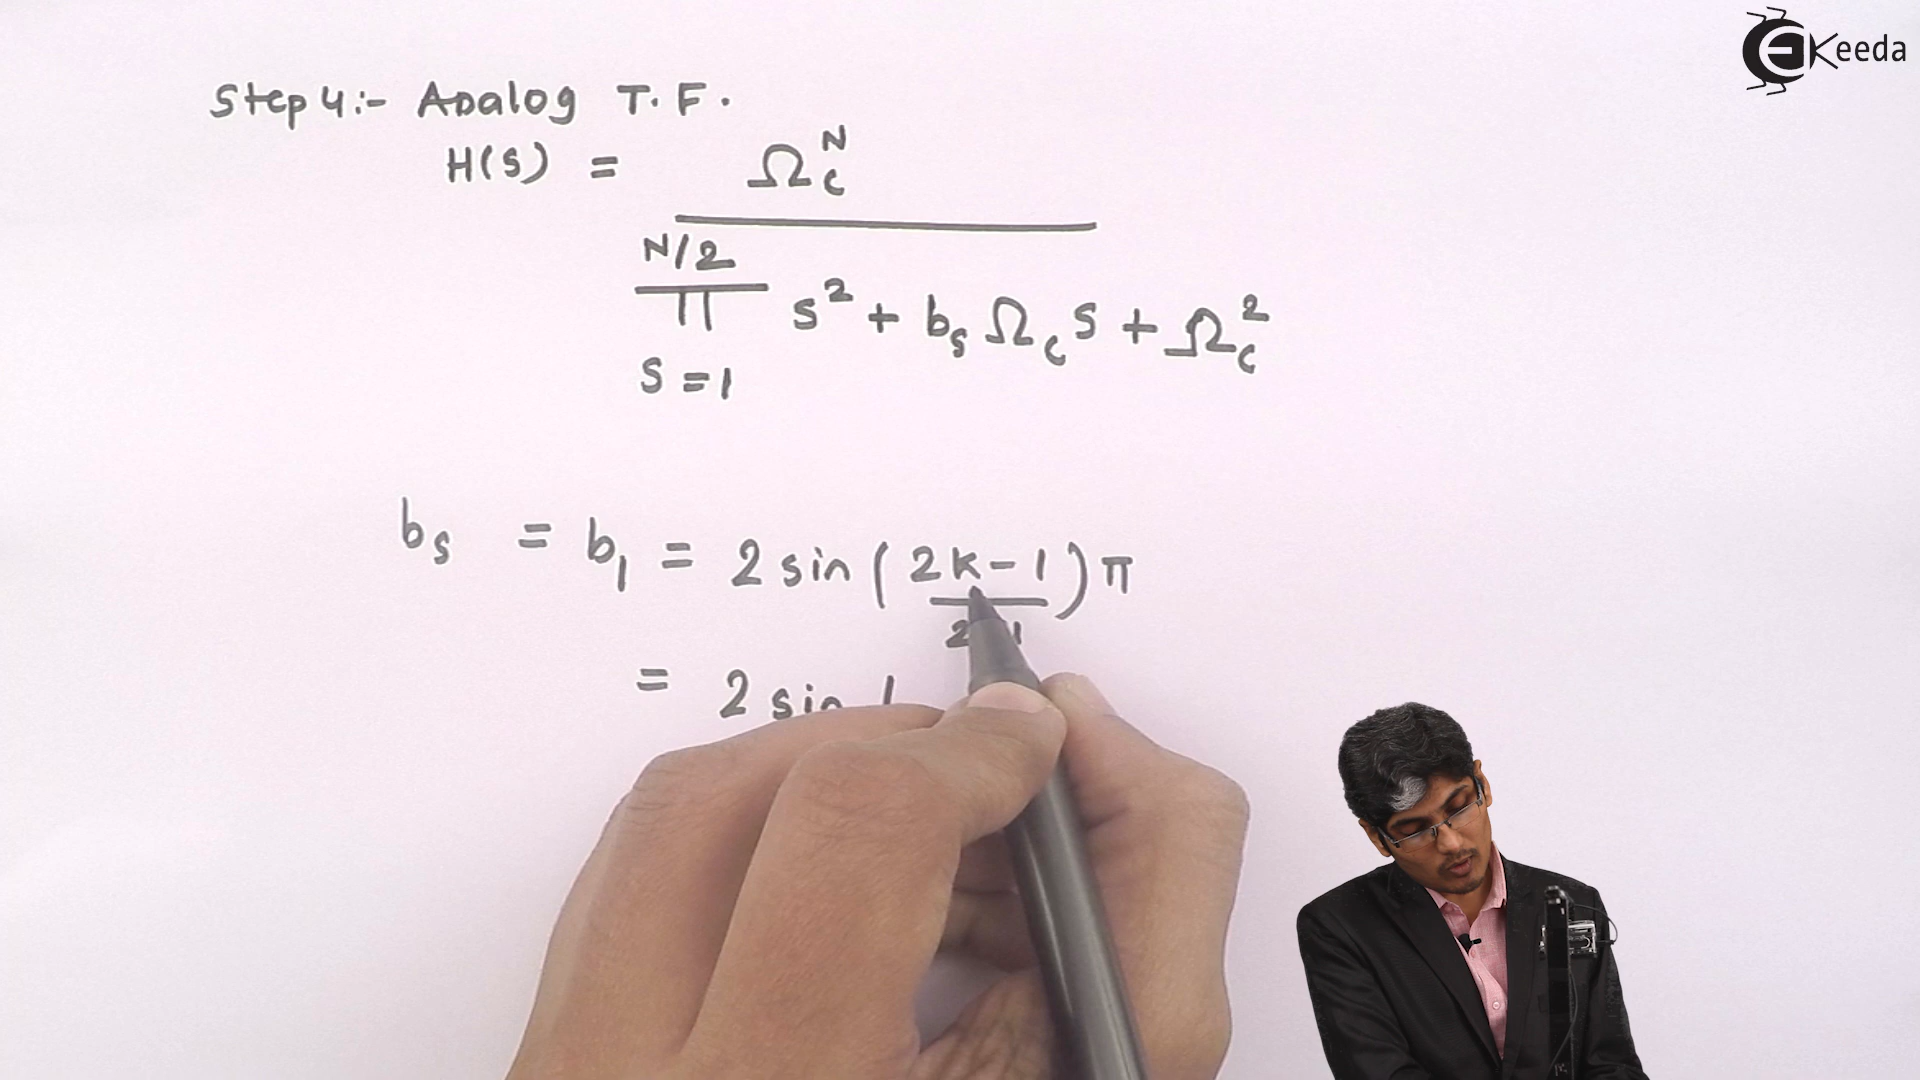 Keeda
Step 4:- Analog T.F.
H(s) = Ω_c^N
N/2
Π s² + b_s Ω_c s + Ω_c²
S = 1
b_s = b_1 = 2 sin ( 2K-1 ) π
2
= 2 sin (